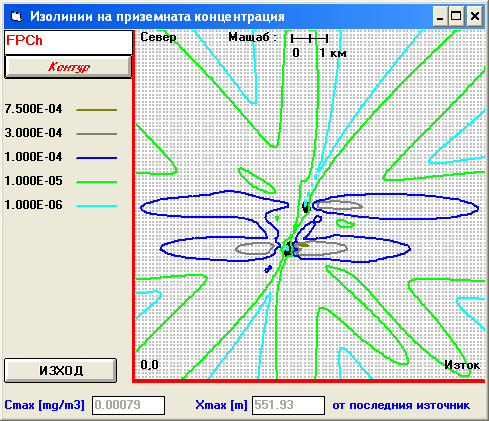 Изолинии на приземната концентрация
FPCh
Контур
7.500E-04
3.000E-04
1.000E-04
1.000E-05
1.000E-06
ИЗХОД
Север Мащаб :
0 1 км
0,0 Изток
Cmax [mg/m3] 0.00079 Xmax [m] 551.93 от последния източник